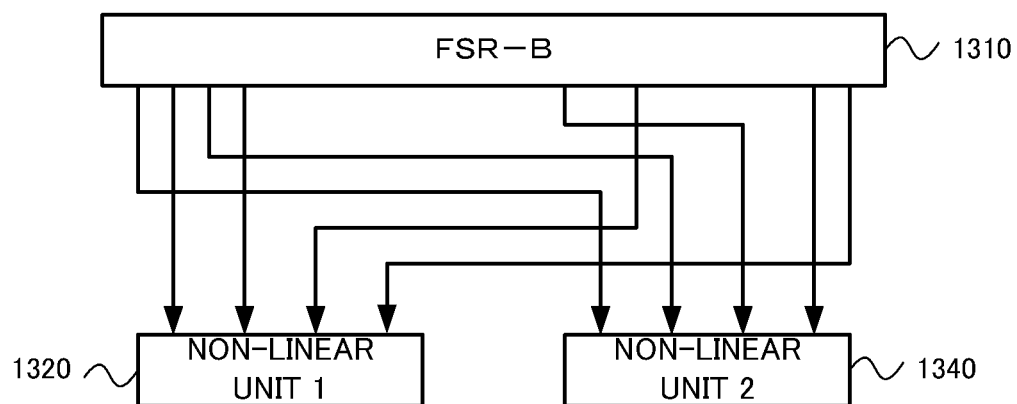 FSR-B
1310
NON-LINEAR
UNIT 1
1320
NON-LINEAR
UNIT 2
1340